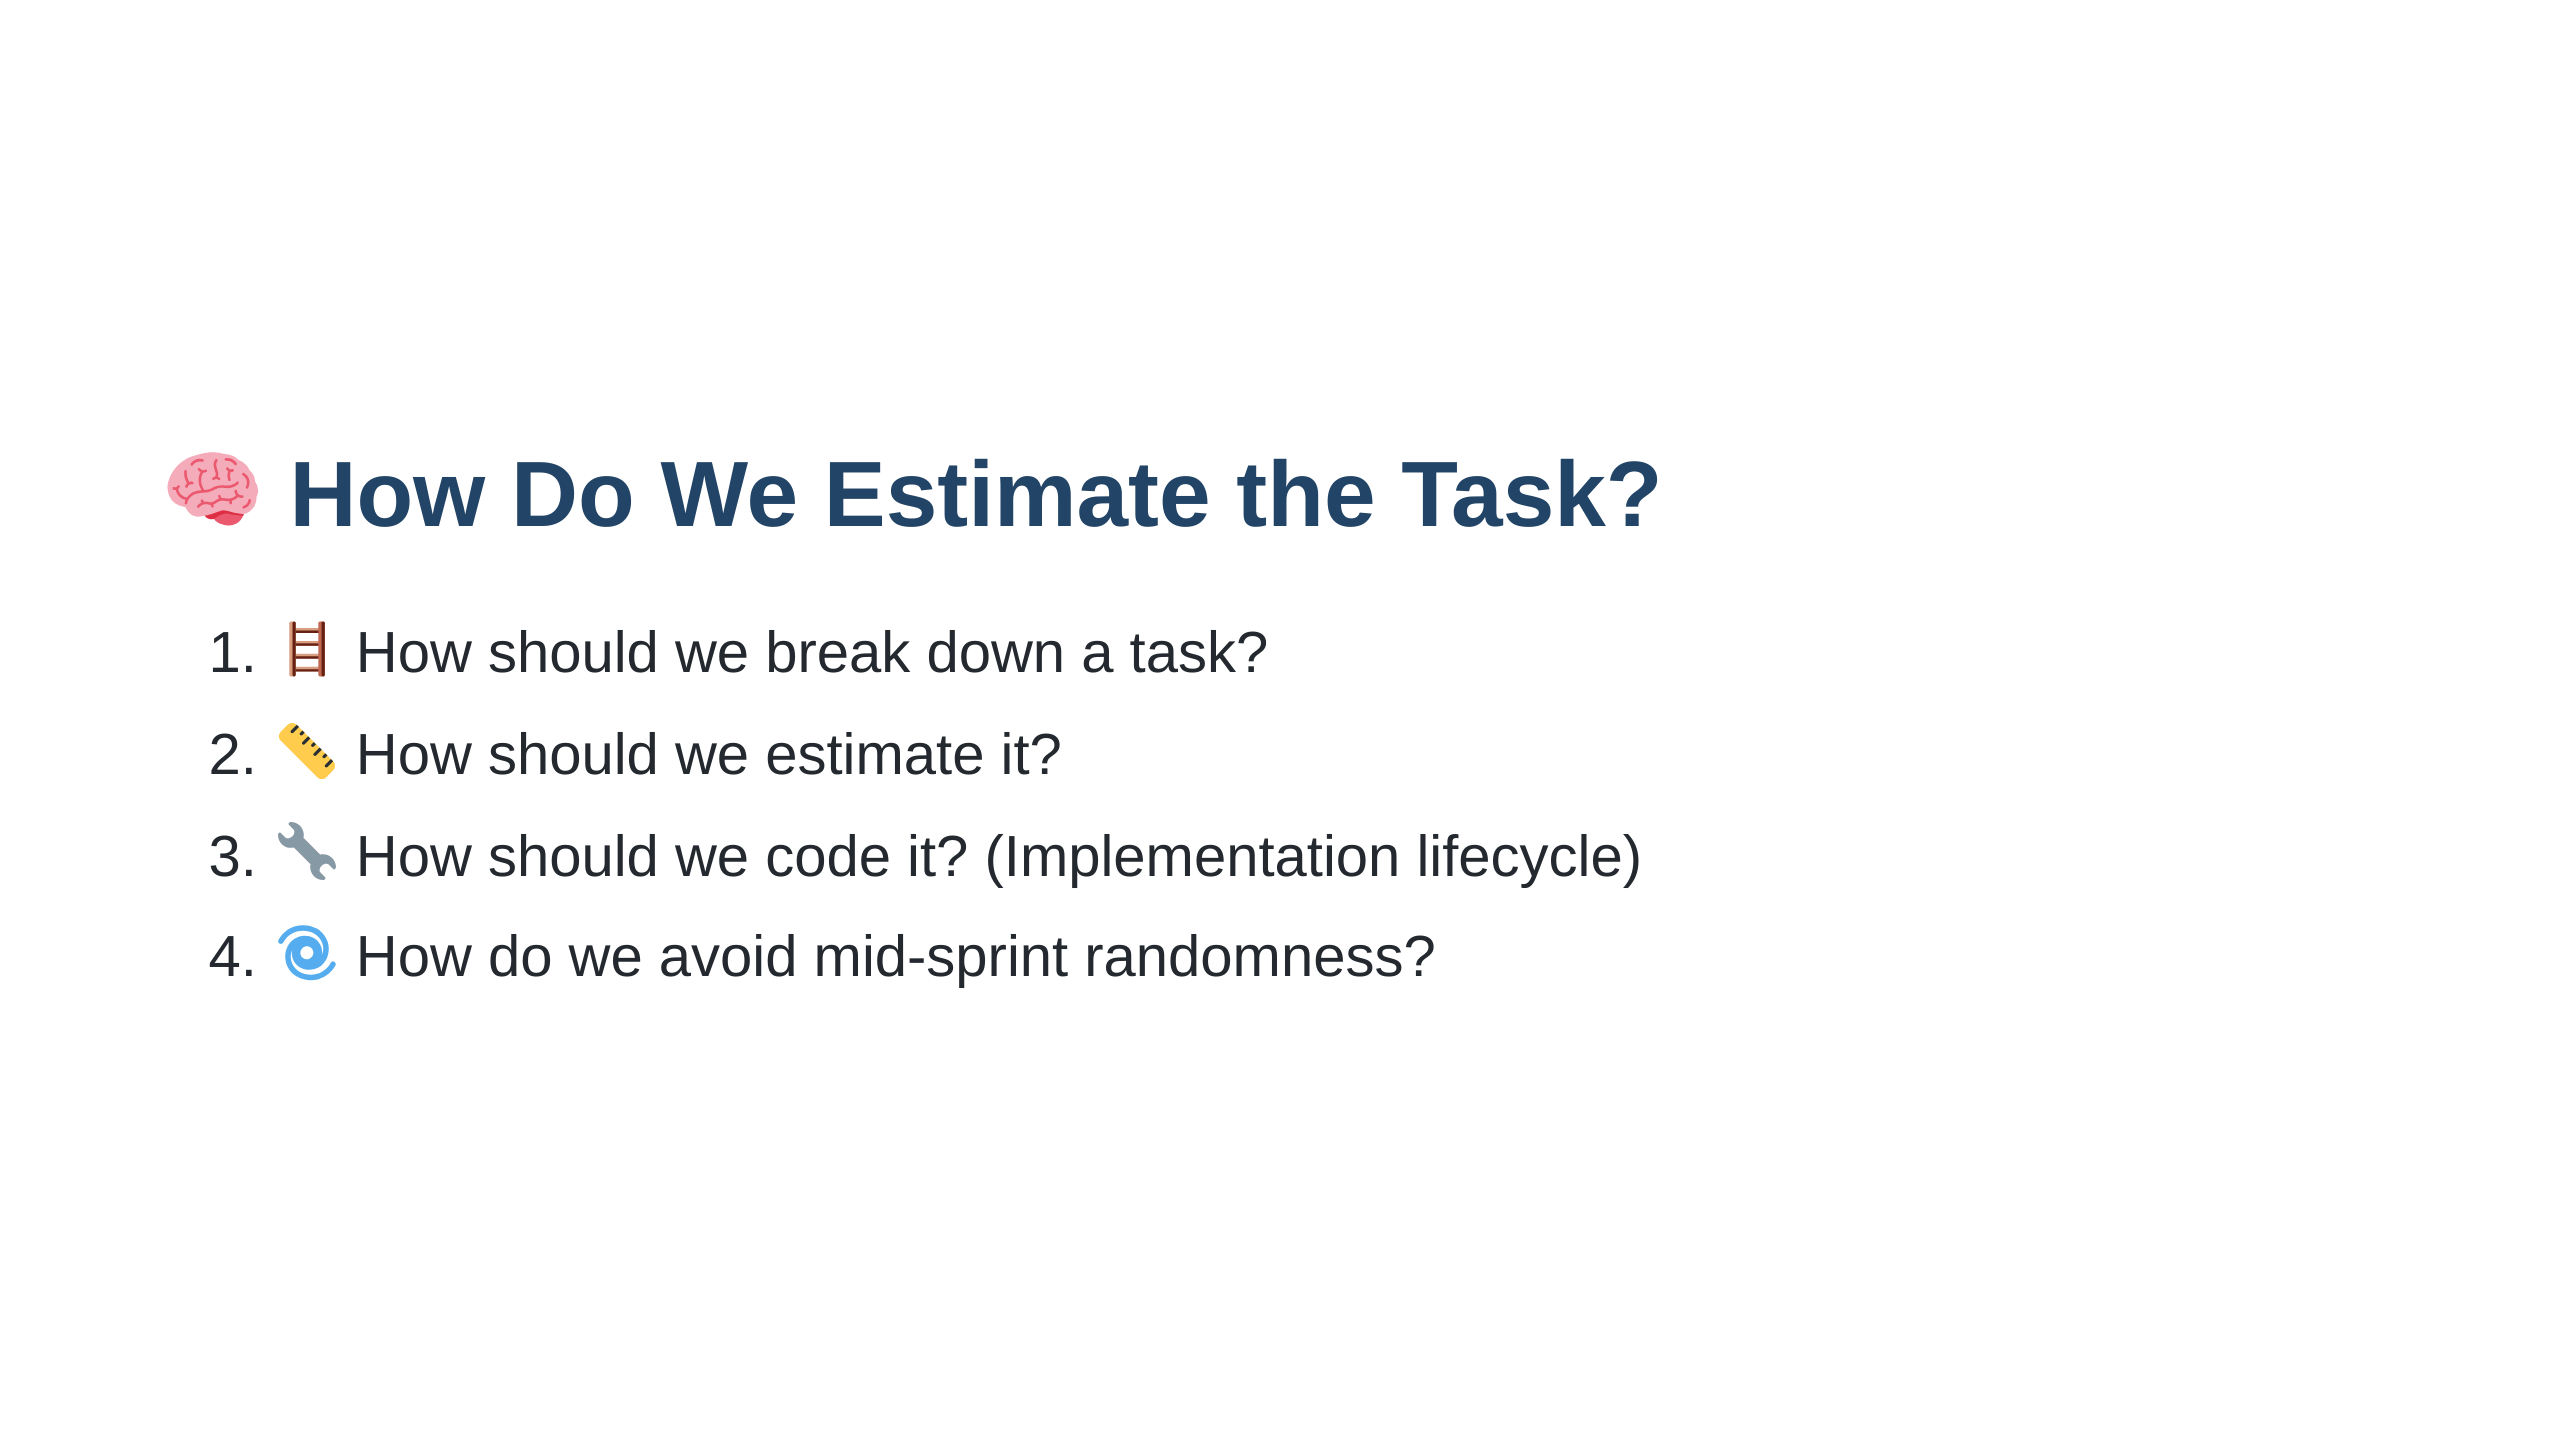 🧠 How Do We Estimate the Task?
1. 🪜 How should we break down a task?
2. 📏 How should we estimate it?
3. 🔧 How should we code it? (Implementation lifecycle)
4. 🌀 How do we avoid mid-sprint randomness?